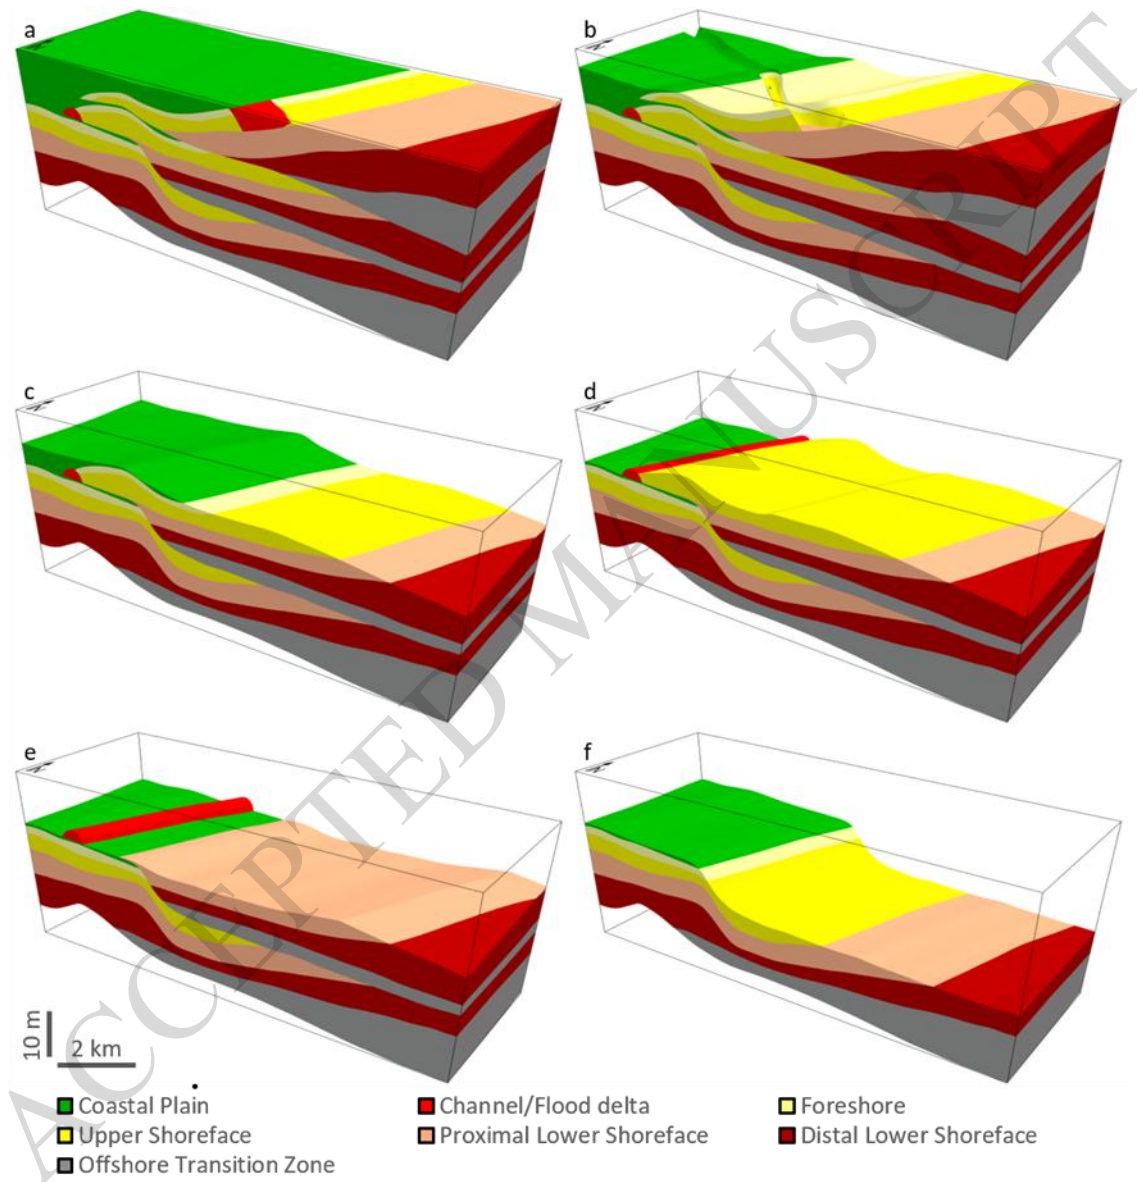 a
b
N
N
c
d
N
N
e
f
N
N
10 m
2 km
Coastal Plain
Channel/Flood delta
Foreshore
Upper Shoreface
Proximal Lower Shoreface
Distal Lower Shoreface
Offshore Transition Zone
ACCEPTED MANUSCRIPT